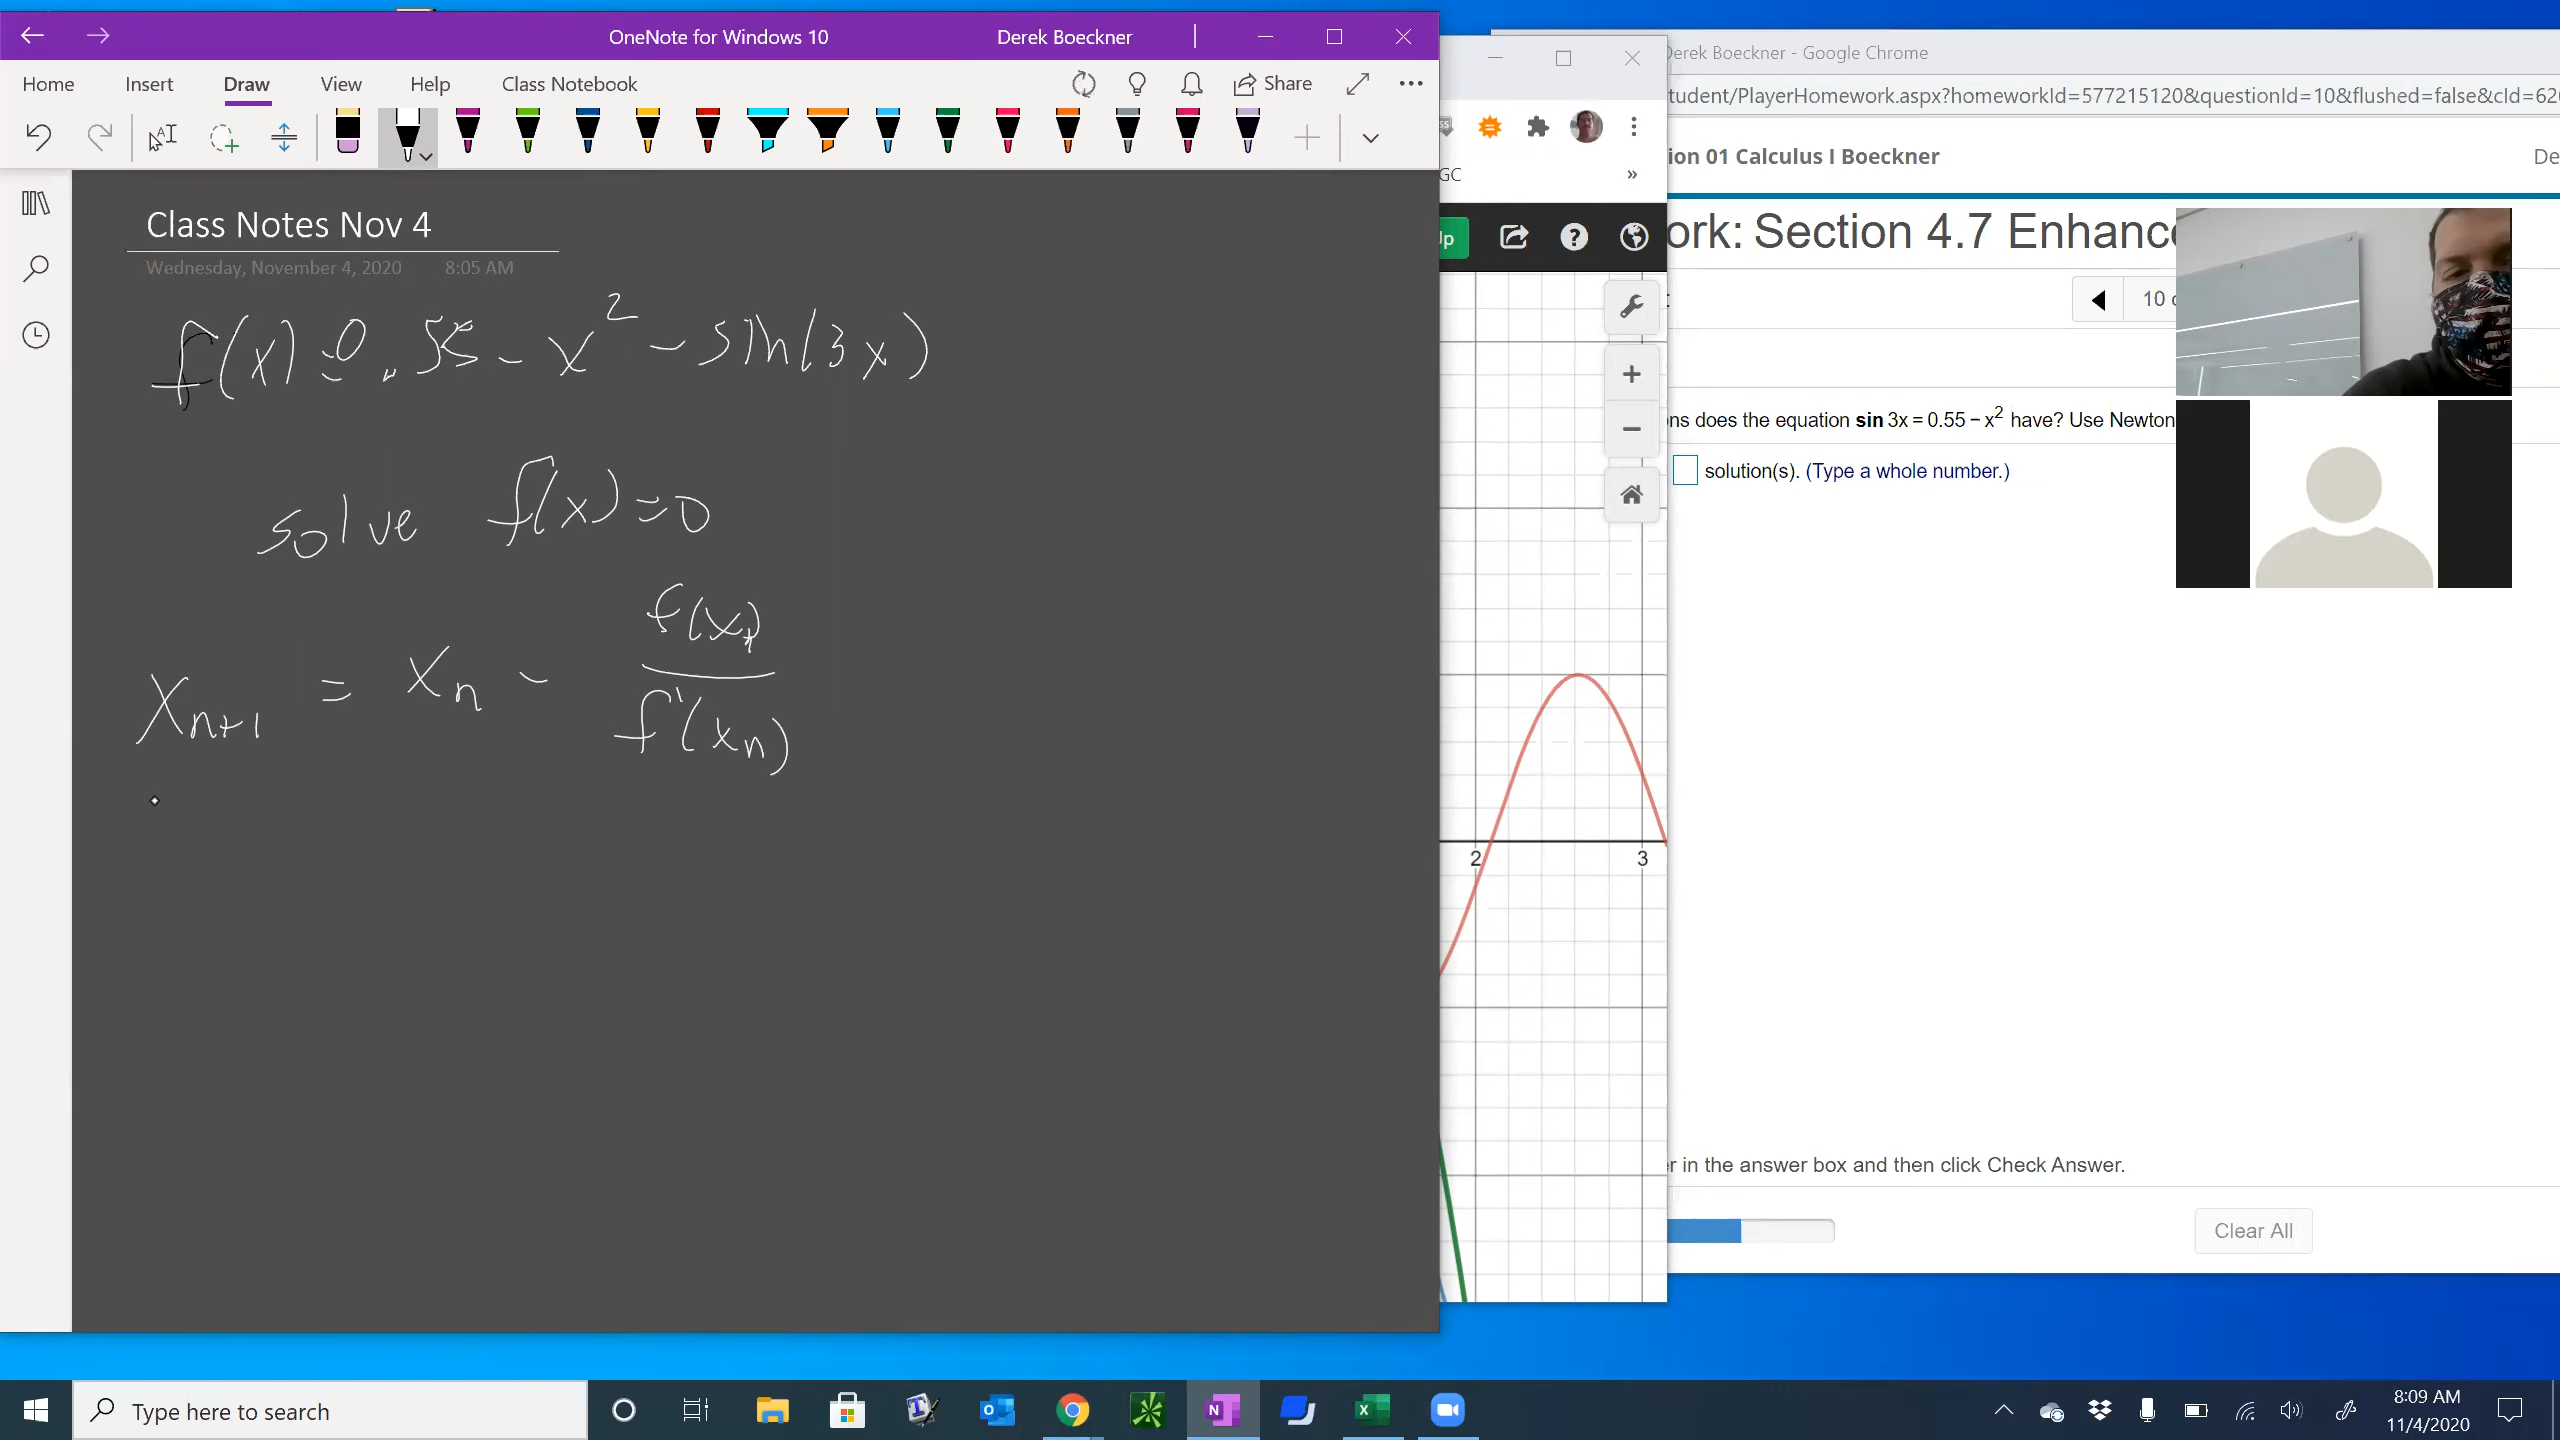 OneNote for Windows 10
Derek Boeckner
Home Insert Draw View Help Class Notebook Share
Class Notes Nov 4
Wednesday, November 4, 2020 8:05 AM
f(x) = 0.55 - x² - sin(3x)
solve f(x) = 0
Xn+1 = Xn - f(xn) / f'(xn)
GC
»
2 3
Derek Boeckner - Google Chrome
tudent/PlayerHomework.aspx?homeworkId=577215120&questionId=10&flushed=false&cId=62
ion 01 Calculus I Boeckner De
ork: Section 4.7 Enhance
10
ns does the equation sin 3x = 0.55 − x² have? Use Newton
solution(s). (Type a whole number.)
r in the answer box and then click Check Answer.
Clear All
Type here to search
8:09 AM
11/4/2020